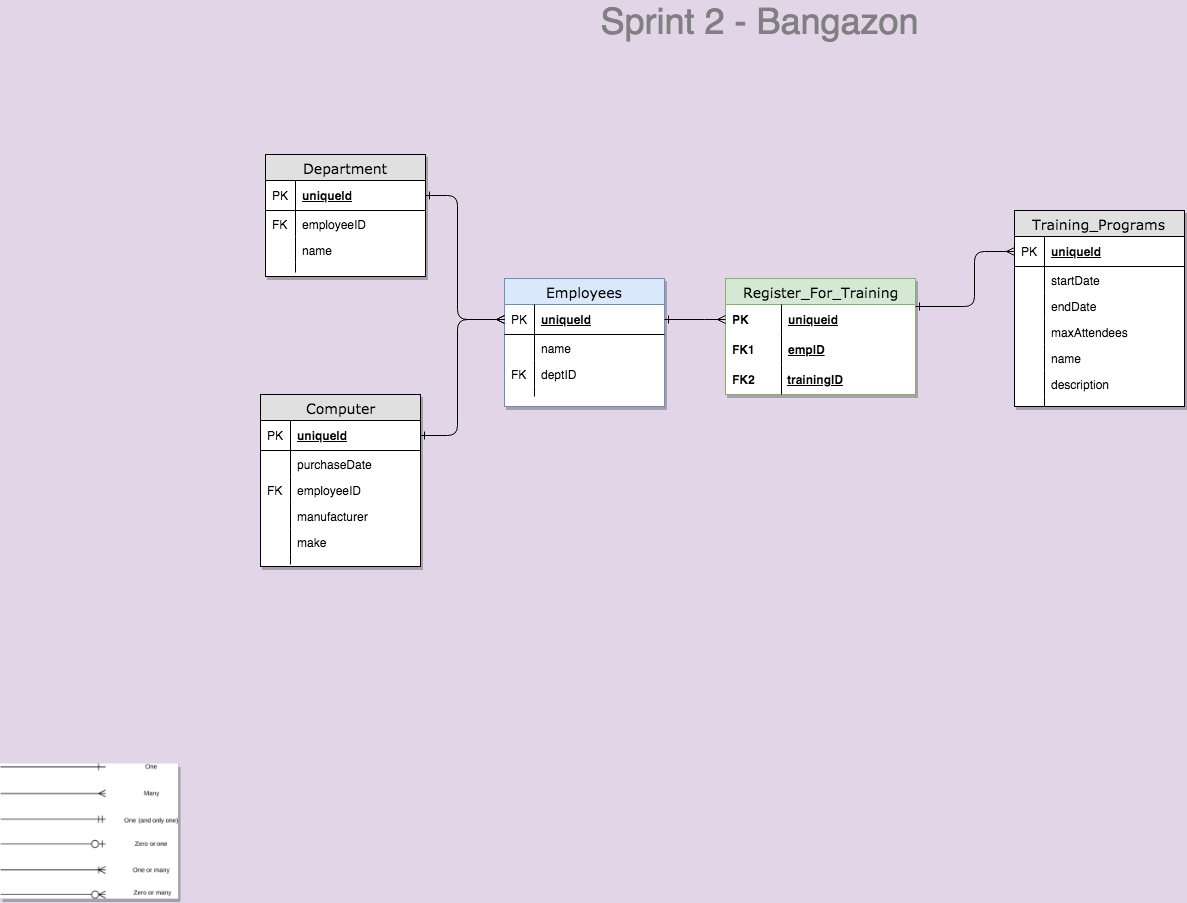 Sprint 2 - Bangazon
Department
PK uniqueId
FK employeeID
name
Computer
PK uniqueId
purchaseDate
FK employeeID
manufacturer
make
Employees
PK uniqueId
name
FK deptID
Register_For_Training
PK uniqueid
FK1 empID
FK2 trainingID
Training_Programs
PK uniqueId
startDate
endDate
maxAttendees
name
description
One
Many
One (and only one)
Zero or one
One or many
Zero or many